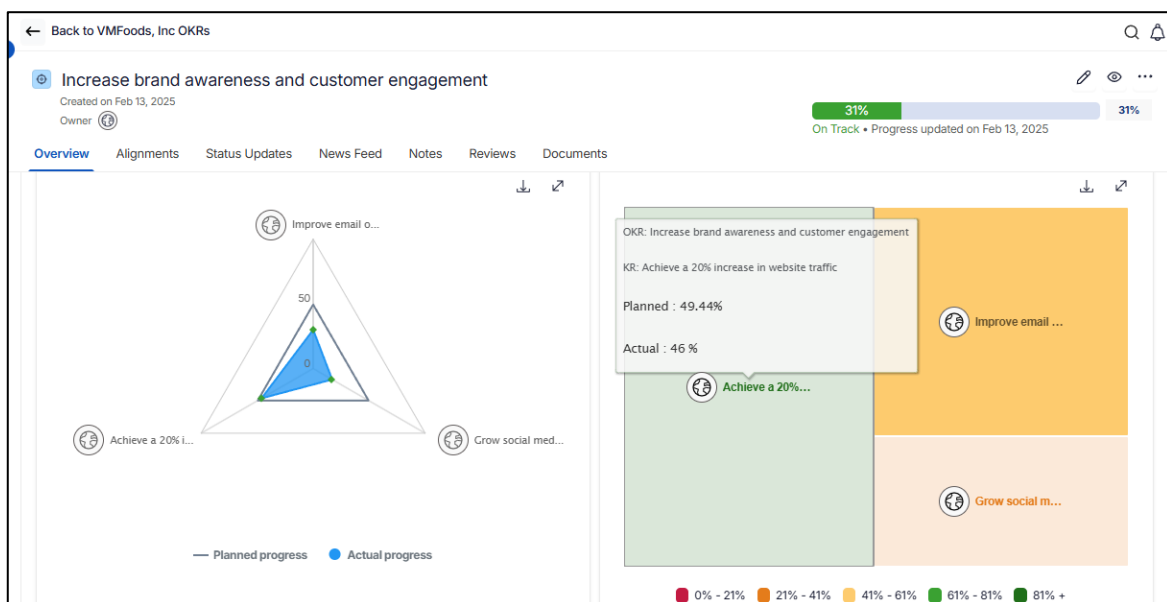 Back to VMFoods, Inc OKRs
Increase brand awareness and customer engagement
Created on Feb 13, 2025
Owner
31%
31%
On Track • Progress updated on Feb 13, 2025
Overview
Alignments
Status Updates
News Feed
Notes
Reviews
Documents
Improve email o...
50
0
Achieve a 20% i...
Grow social med...
Planned progress
Actual progress
OKR: Increase brand awareness and customer engagement
KR: Achieve a 20% increase in website traffic
Planned : 49.44%
Actual : 46 %
Achieve a 20%...
Improve email ...
Grow social m...
0% - 21%
21% - 41%
41% - 61%
61% - 81%
81% +